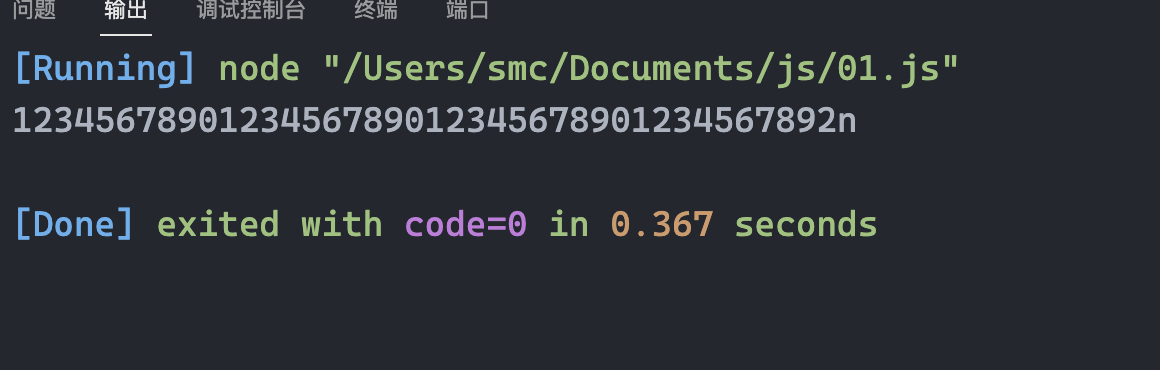 问题 输出 调试控制台 终端 端口
[Running] node "/Users/smc/Documents/js/01.js"
1234567890123456789012345678901234567892n
[Done] exited with code=0 in 0.367 seconds